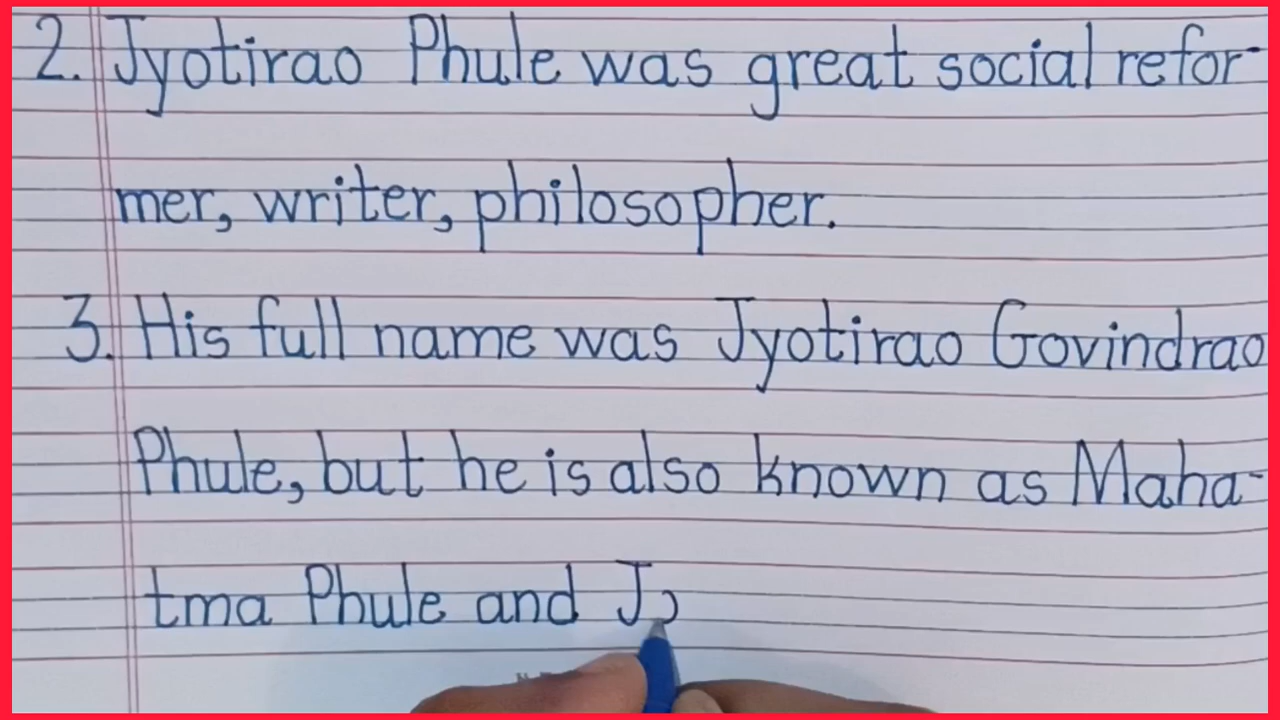 2. Jyotirao Phule was great social refor-
mer, writer, philosopher.
3. His full name was Jyotirao Govindrao
Phule, but he is also known as Maha-
tma Phule and J